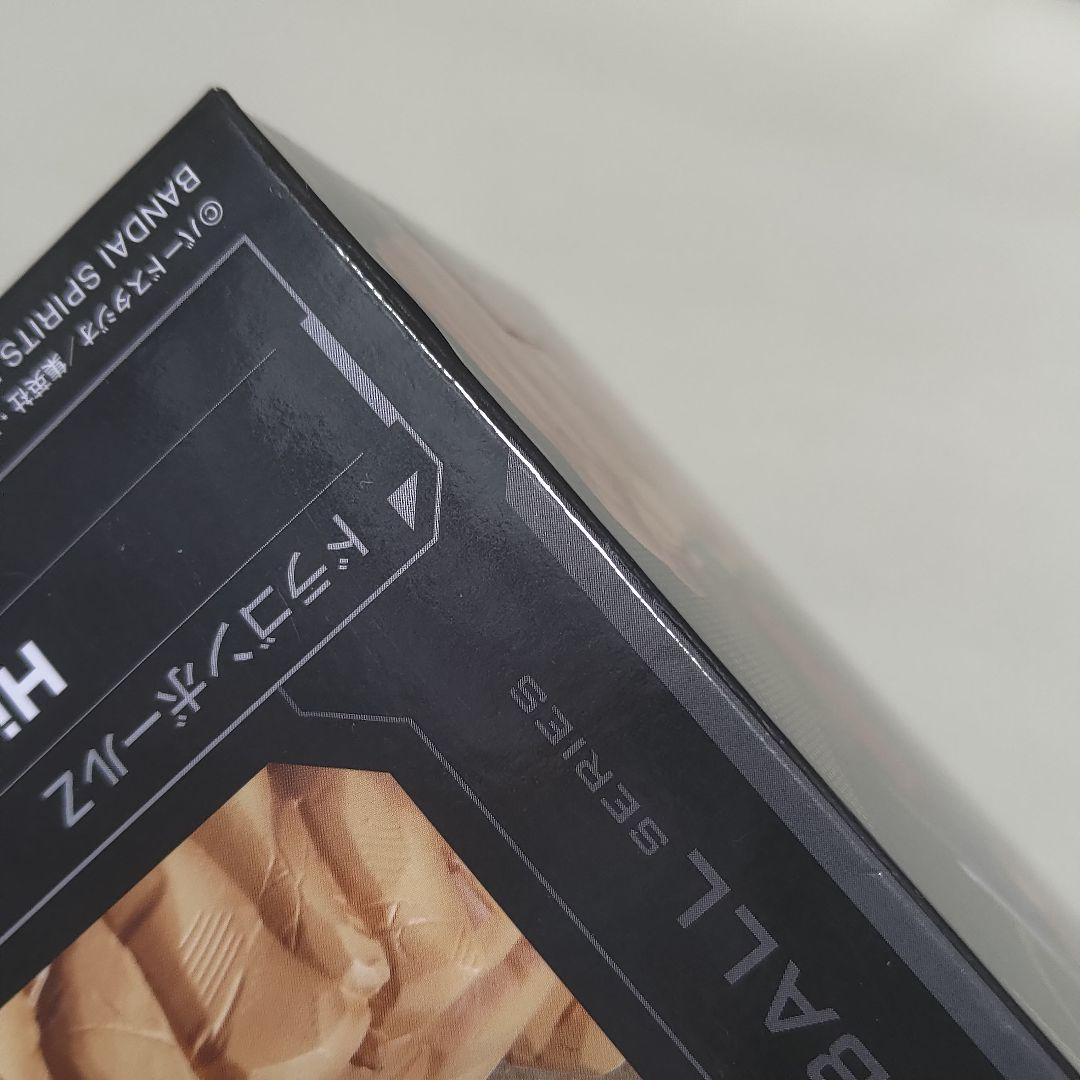 BALL SERIES
ドラゴンボールZ
Hi
©バードスタジオ／集英社
BANDAI SPIRITS